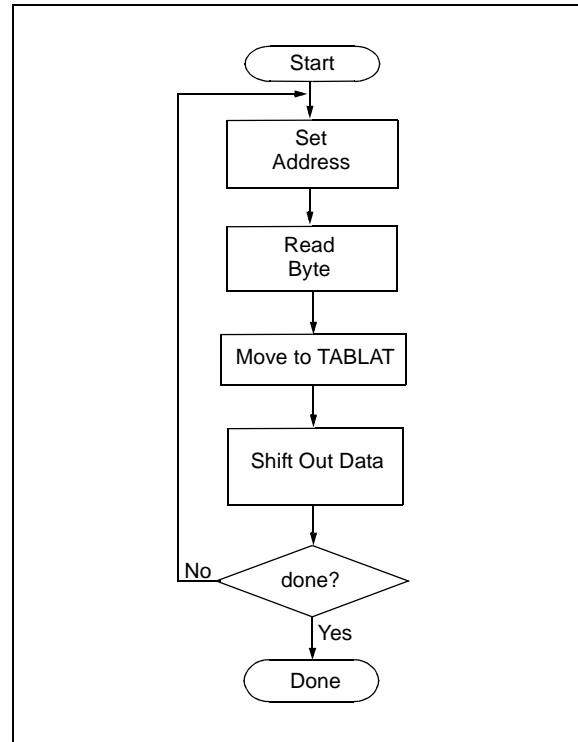 Start
Set
Address
Read
Byte
Move to TABLAT
Shift Out Data
done?
No
Yes
Done